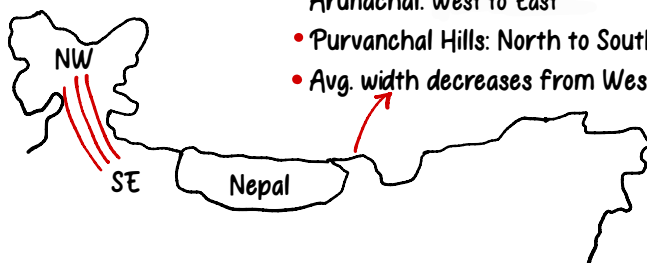 Arunachal: West to East
• Purvanchal Hills: North to South
• Avg. width decreases from Wes
NW
SE
Nepal